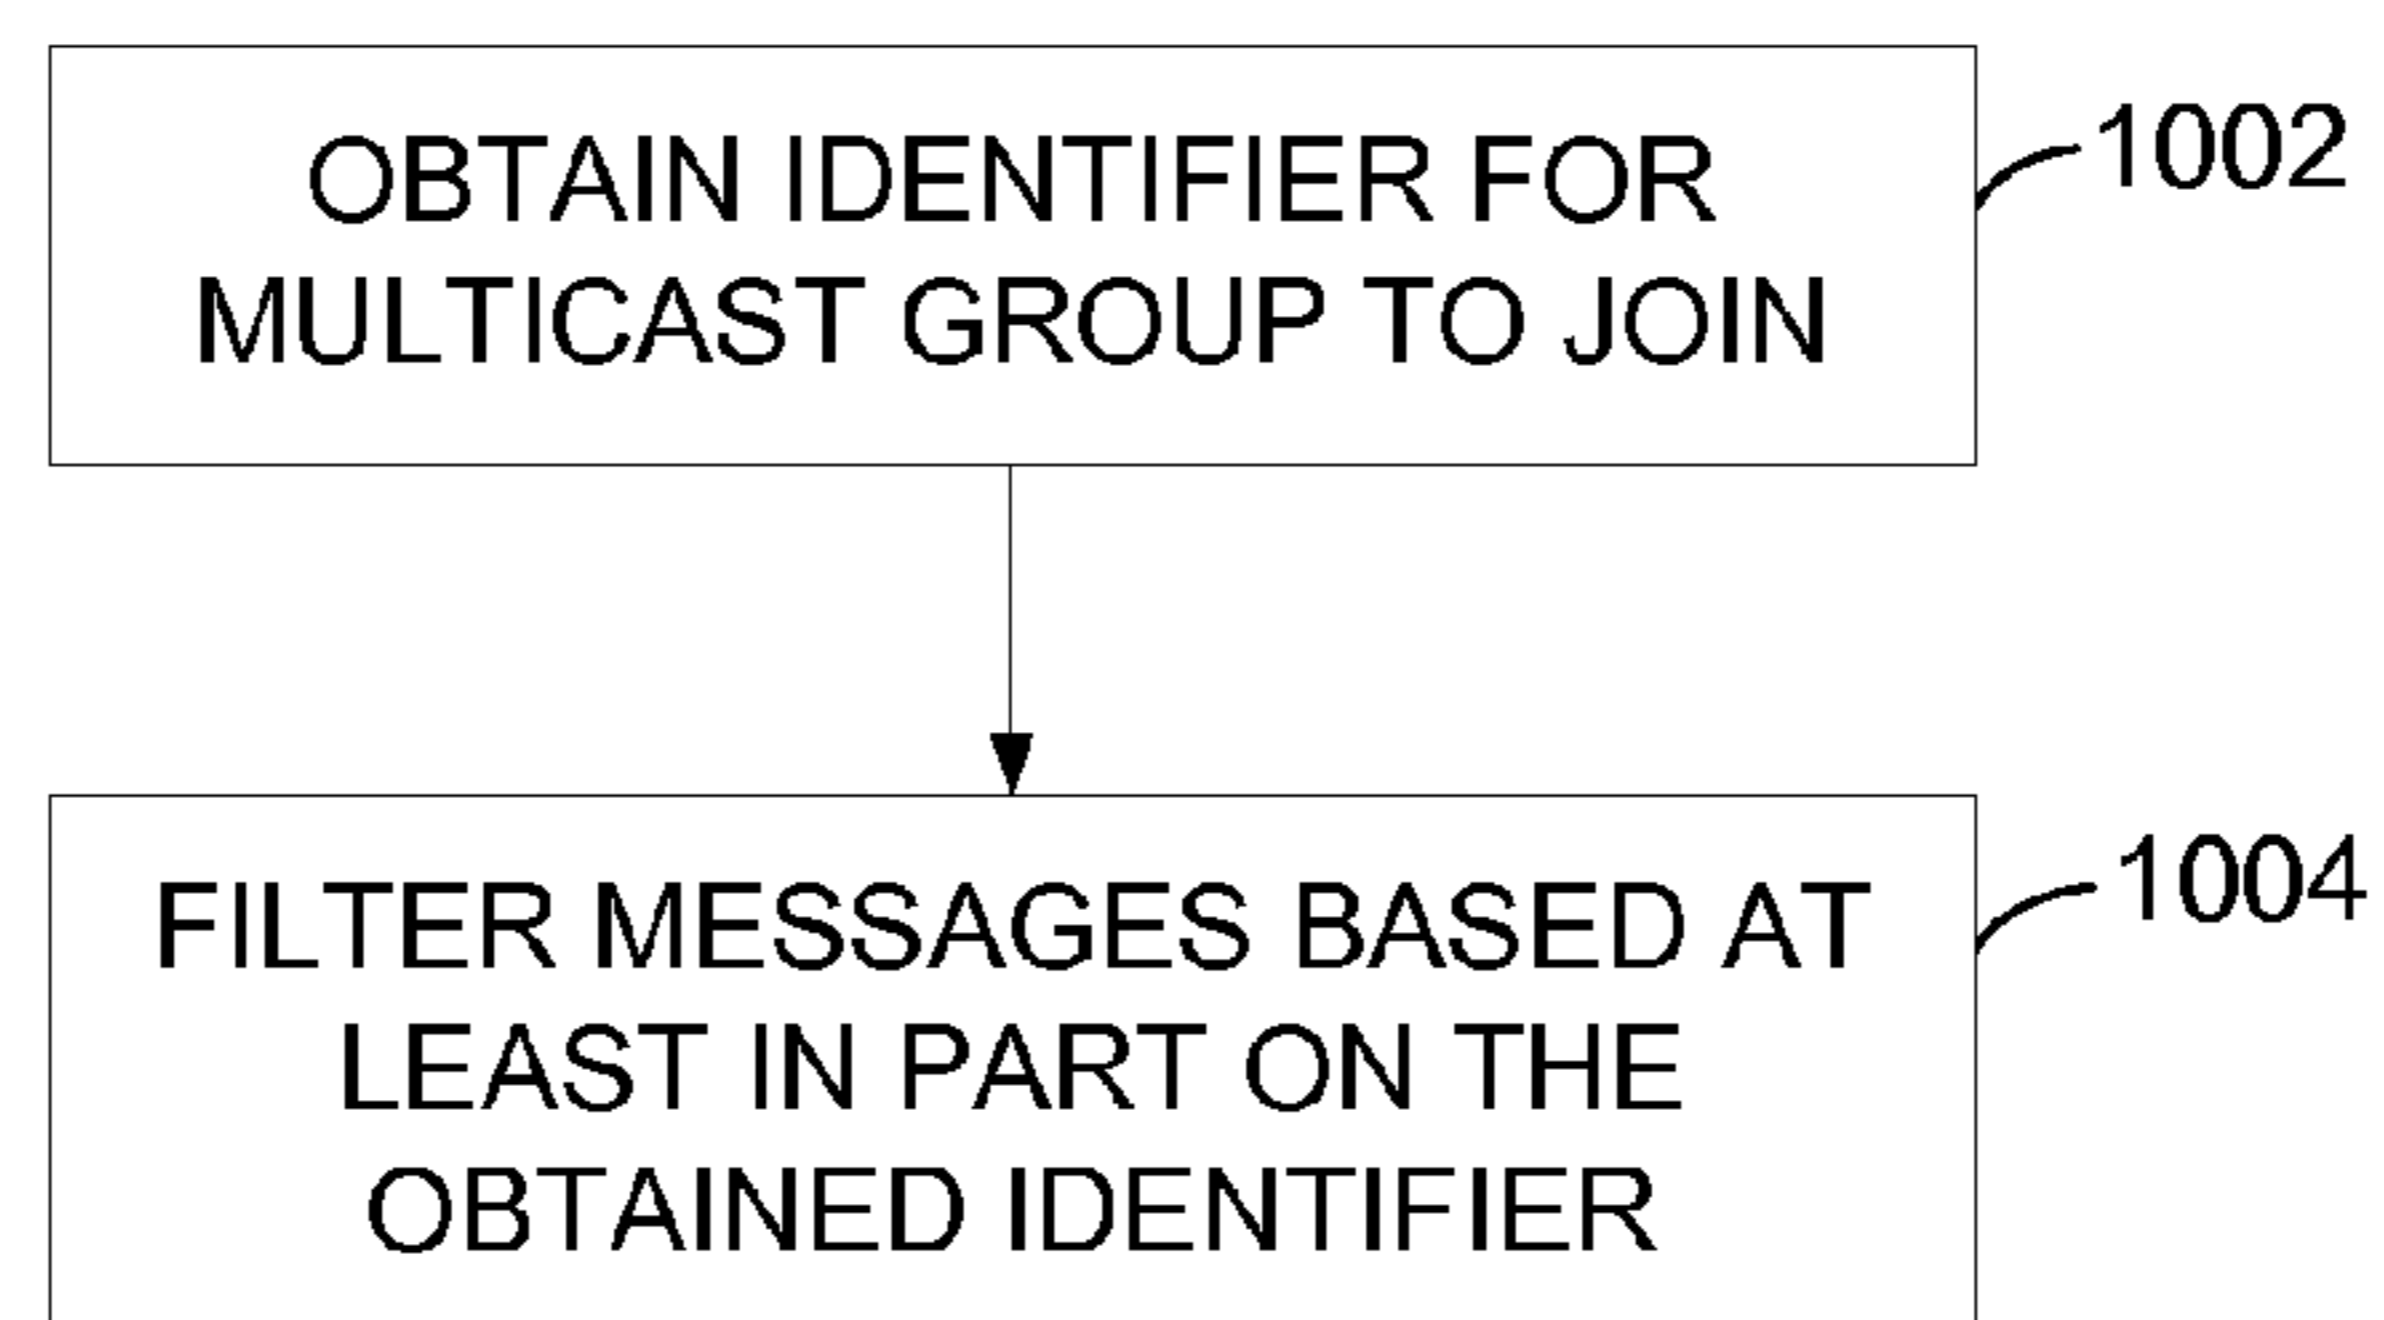 OBTAIN IDENTIFIER FOR
MULTICAST GROUP TO JOIN
1002
FILTER MESSAGES BASED AT
LEAST IN PART ON THE
OBTAINED IDENTIFIER
1004